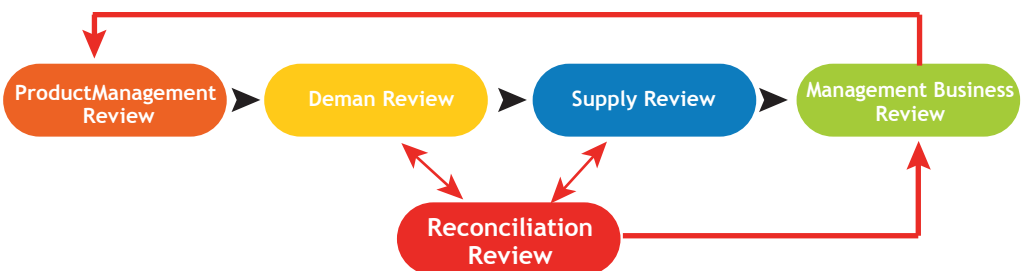 ProductManagement
Review
Deman Review
Supply Review
Management Business
Review
Reconciliation
Review